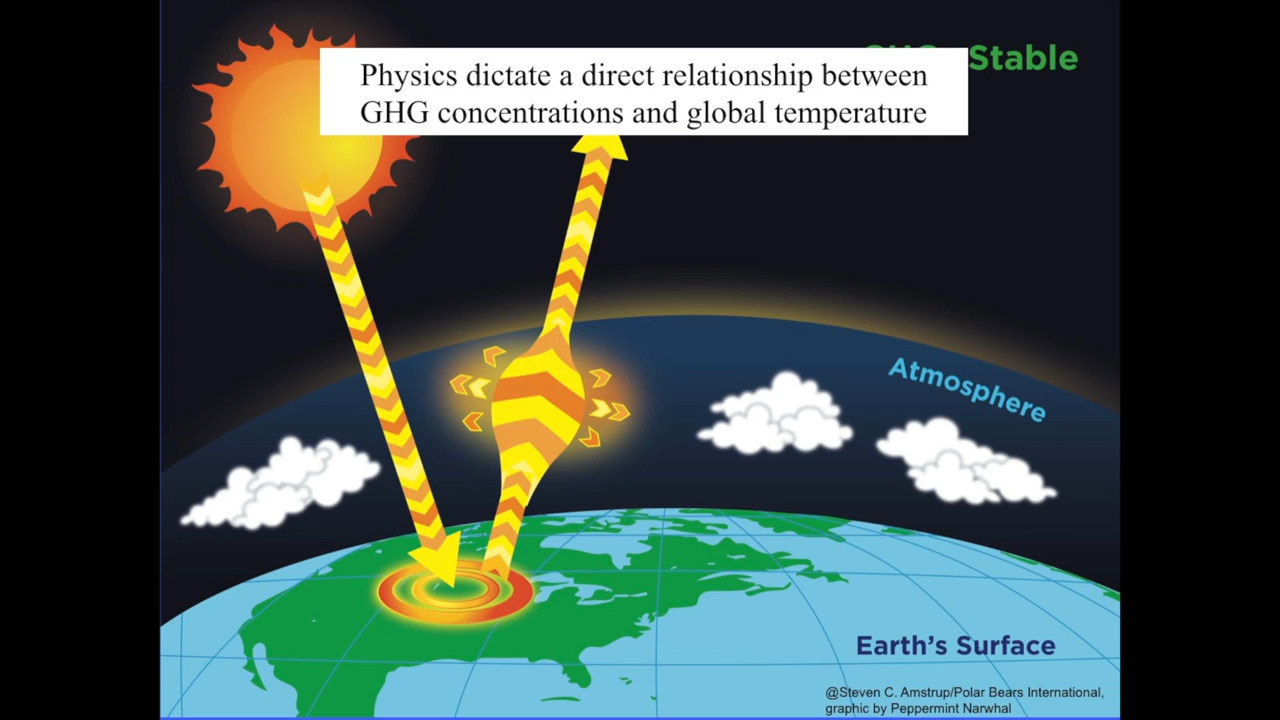 Physics dictate a direct relationship between
GHG concentrations and global temperature
Stable
Atmosphere
Earth's Surface
@Steven C. Amstrup/Polar Bears International,
graphic by Peppermint Narwhal